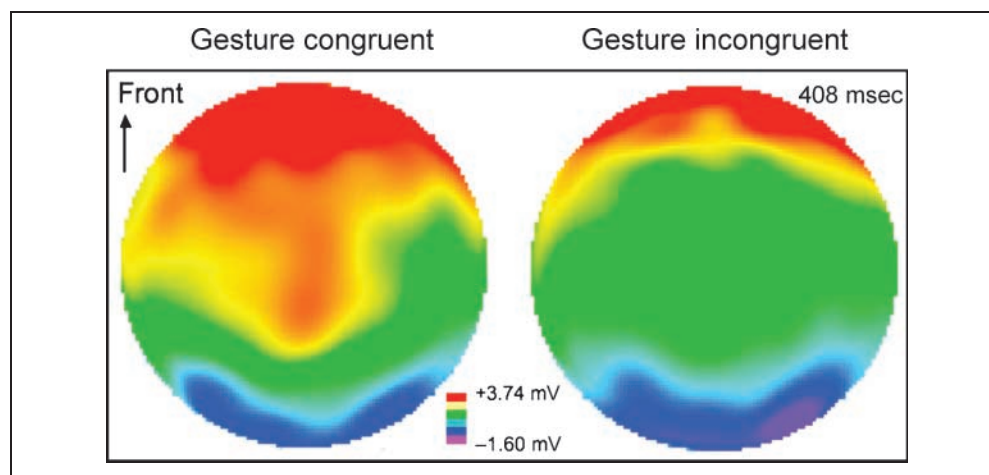 Gesture congruent
Gesture incongruent
Front
408 msec
+3.74 mV
–1.60 mV